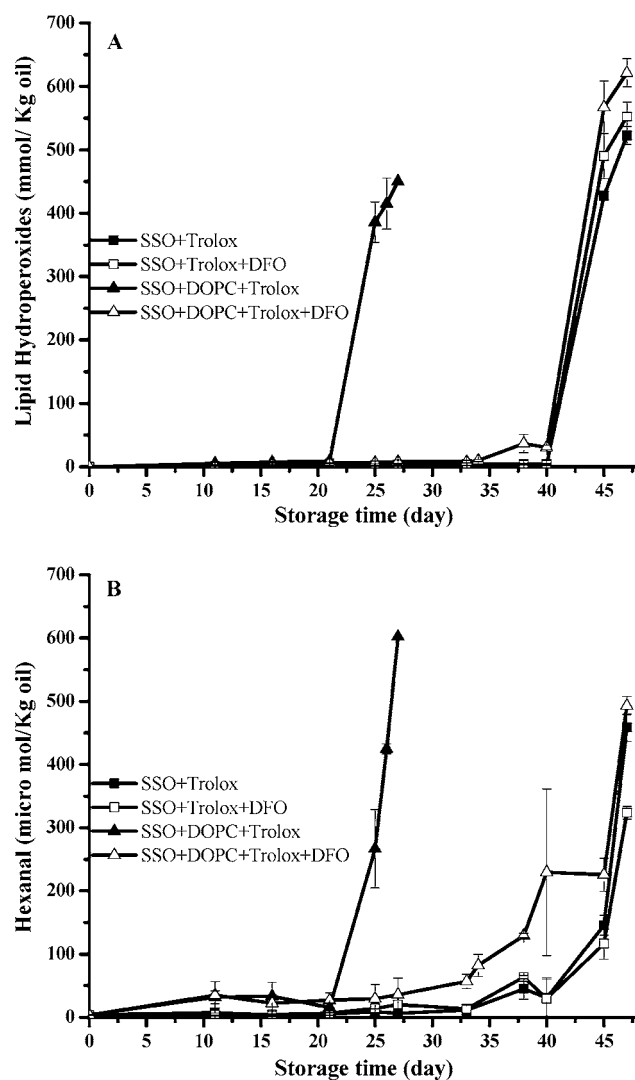 A
Lipid Hydroperoxides (mmol/ Kg oil)
700
600
500
400
300
200
100
0
SSO+Trolox
SSO+Trolox+DFO
SSO+DOPC+Trolox
SSO+DOPC+Trolox+DFO
0 5 10 15 20 25 30 35 40 45
Storage time (day)
B
Hexanal (micro mol/Kg oil)
700
600
500
400
300
200
100
0
SSO+Trolox
SSO+Trolox+DFO
SSO+DOPC+Trolox
SSO+DOPC+Trolox+DFO
0 5 10 15 20 25 30 35 40 45
Storage time (day)